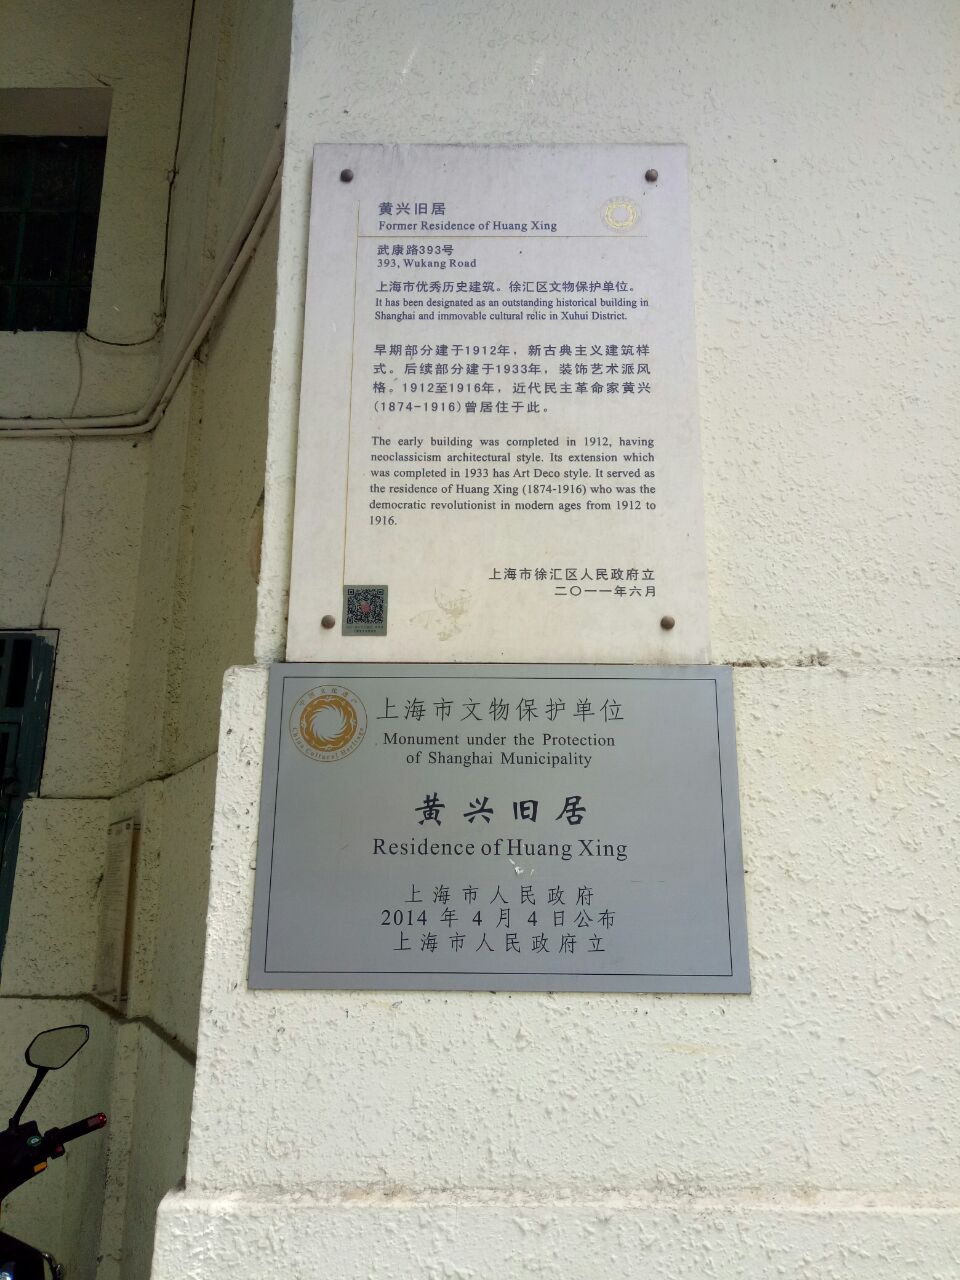 黄兴旧居
Former Residence of Huang Xing
武康路393号
393, Wukang Road
上海市优秀历史建筑。徐汇区文物保护单位。
It has been designated as an outstanding historical building in
Shanghai and immovable cultural relic in Xuhui District.
早期部分建于1912年，新古典主义建筑样
式。后续部分建于1933年，装饰艺术派风
格。1912至1916年，近代民主革命家黄兴
(1874-1916)曾居住于此。
The early building was completed in 1912, having
neoclassicism architectural style. Its extension which
was completed in 1933 has Art Deco style. It served as
the residence of Huang Xing (1874-1916) who was the
democratic revolutionist in modern ages from 1912 to
1916.
上海市徐汇区人民政府立
二〇一一年六月
中国文化遗产
China Cultural Heritage
上海市文物保护单位
Monument under the Protection
of Shanghai Municipality
黄兴旧居
Residence of Huang Xing
上海市人民政府
2014 年 4 月 4 日公布
上海市人民政府立